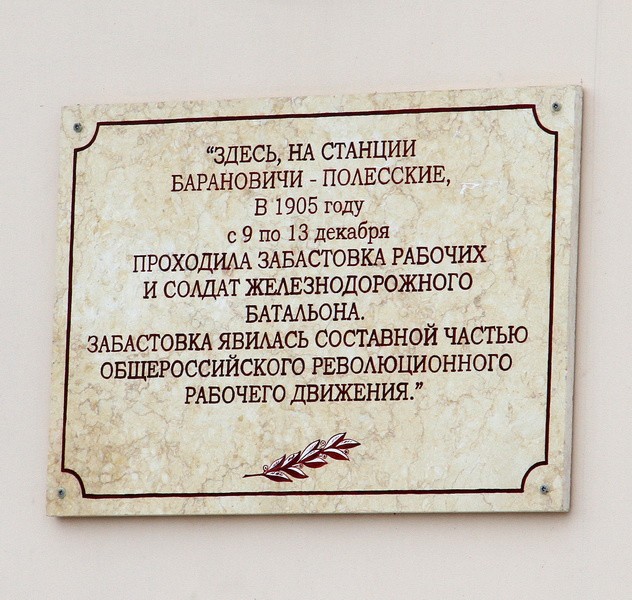 “ЗДЕСЬ, НА СТАНЦИИ
БАРАНОВИЧИ - ПОЛЕССКИЕ,
В 1905 году
с 9 по 13 декабря
ПРОХОДИЛА ЗАБАСТОВКА РАБОЧИХ
И СОЛДАТ ЖЕЛЕЗНОДОРОЖНОГО
БАТАЛЬОНА.
ЗАБАСТОВКА ЯВИЛАСЬ СОСТАВНОЙ ЧАСТЬЮ
ОБЩЕРОССИЙСКОГО РЕВОЛЮЦИОННОГО
РАБОЧЕГО ДВИЖЕНИЯ.”